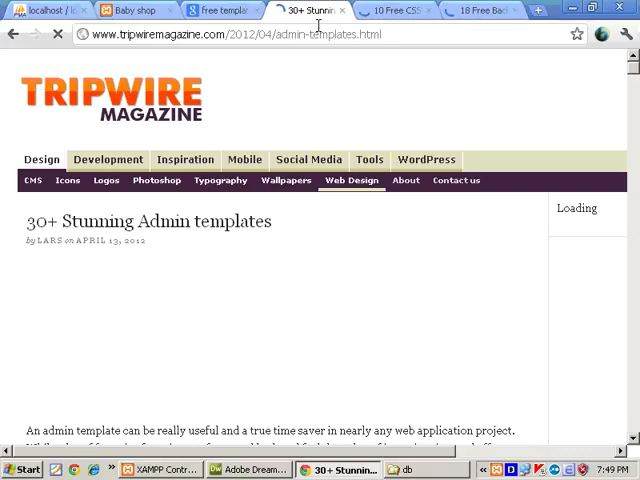 localhost / lo
Baby shop
free templat
30+ Stunnin
10 Free CSS
18 Free Bac
www.tripwiremagazine.com/2012/04/admin-templates.html
TRIPWIRE
MAGAZINE
Design Development Inspiration Mobile Social Media Tools WordPress
CMS Icons Logos Photoshop Typography Wallpapers Web Design About Contact us
Loading
30+ Stunning Admin templates
by LARS on APRIL 13, 2012
An admin template can be really useful and a true time saver in nearly any web application project.
Start
XAMPP Contr...
Adobe Dream...
30+ Stunnin...
db
7:49 PM